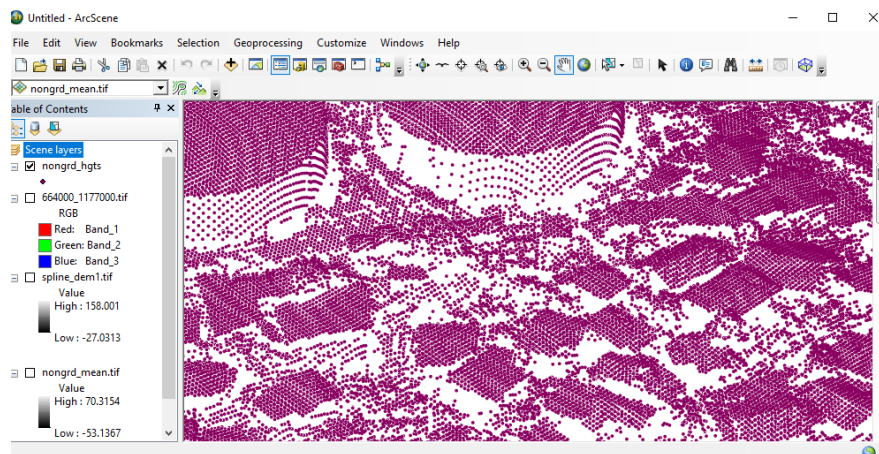 Untitled - ArcScene
File Edit View Bookmarks Selection Geoprocessing Customize Windows Help
nongrd_mean.tif
able of Contents
Scene layers
nongrd_hgts
664000_1177000.tif
RGB
Red: Band_1
Green: Band_2
Blue: Band_3
spline_dem1.tif
Value
High : 158.001
Low : -27.0313
nongrd_mean.tif
Value
High : 70.3154
Low : -53.1367